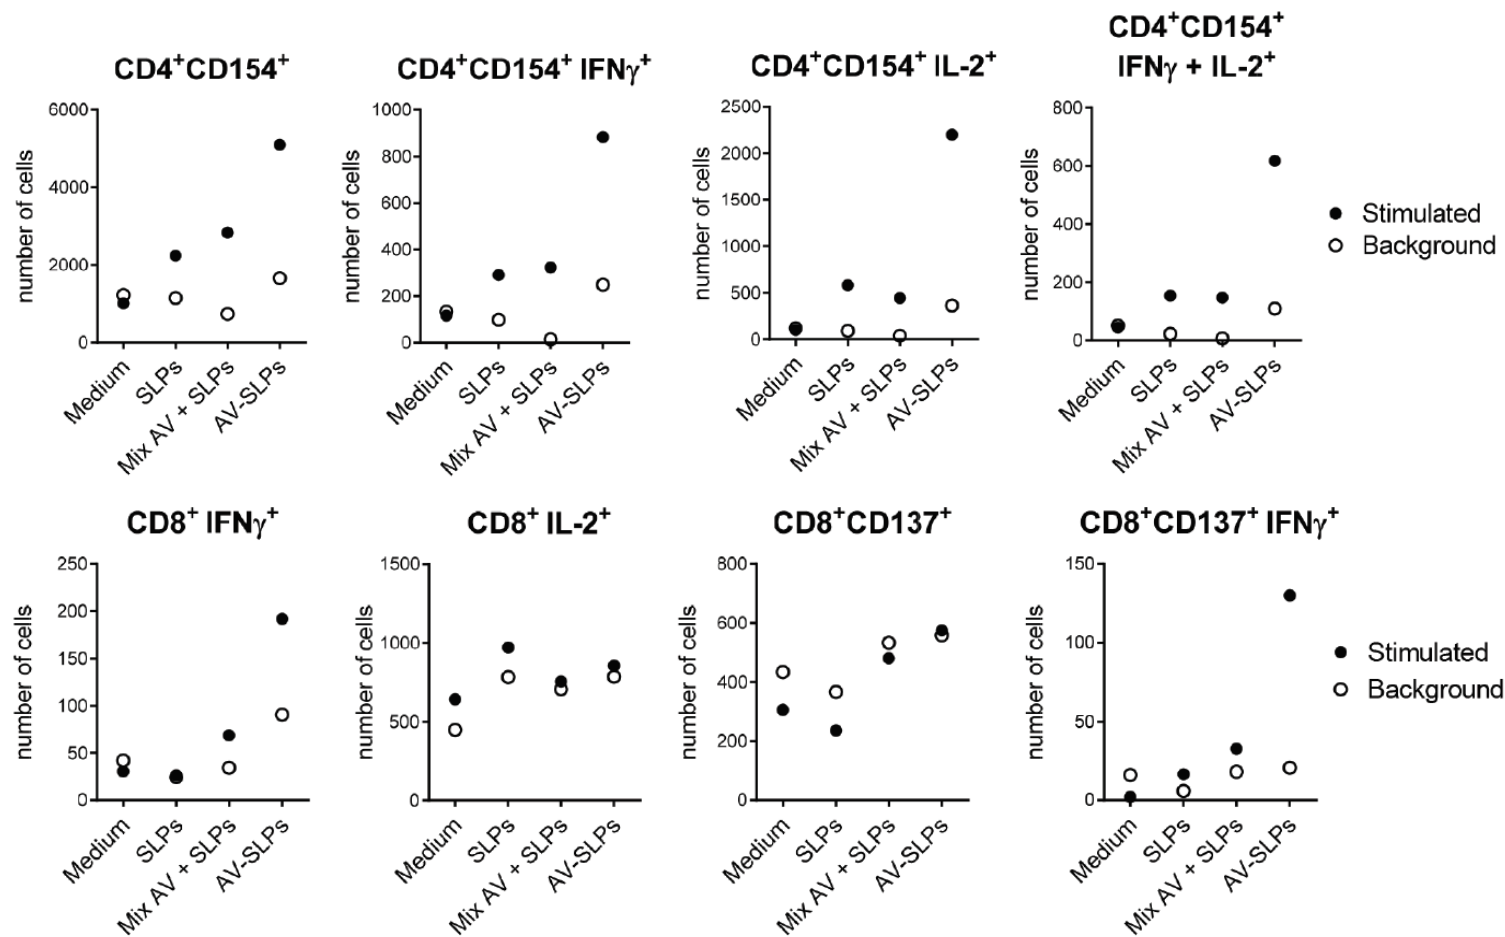 CD4⁺CD154⁺
number of cells
6000
4000
2000
0
Medium
SLPs
Mix AV + SLPs
AV-SLPs
CD4⁺CD154⁺ IFNγ⁺
number of cells
1000
800
600
400
200
0
Medium
SLPs
Mix AV + SLPs
AV-SLPs
CD4⁺CD154⁺ IL-2⁺
number of cells
2500
2000
1500
1000
500
0
Medium
SLPs
Mix AV + SLPs
AV-SLPs
CD4⁺CD154⁺
IFNγ + IL-2⁺
number of cells
800
600
400
200
0
Medium
SLPs
Mix AV + SLPs
AV-SLPs
Stimulated
Background
CD8⁺ IFNγ⁺
number of cells
250
200
150
100
50
0
Medium
SLPs
Mix AV + SLPs
AV-SLPs
CD8⁺ IL-2⁺
number of cells
1500
1000
500
0
Medium
SLPs
Mix AV + SLPs
AV-SLPs
CD8⁺CD137⁺
number of cells
800
600
400
200
0
Medium
SLPs
Mix AV + SLPs
AV-SLPs
CD8⁺CD137⁺ IFNγ⁺
number of cells
150
100
50
0
Medium
SLPs
Mix AV + SLPs
AV-SLPs
Stimulated
Background